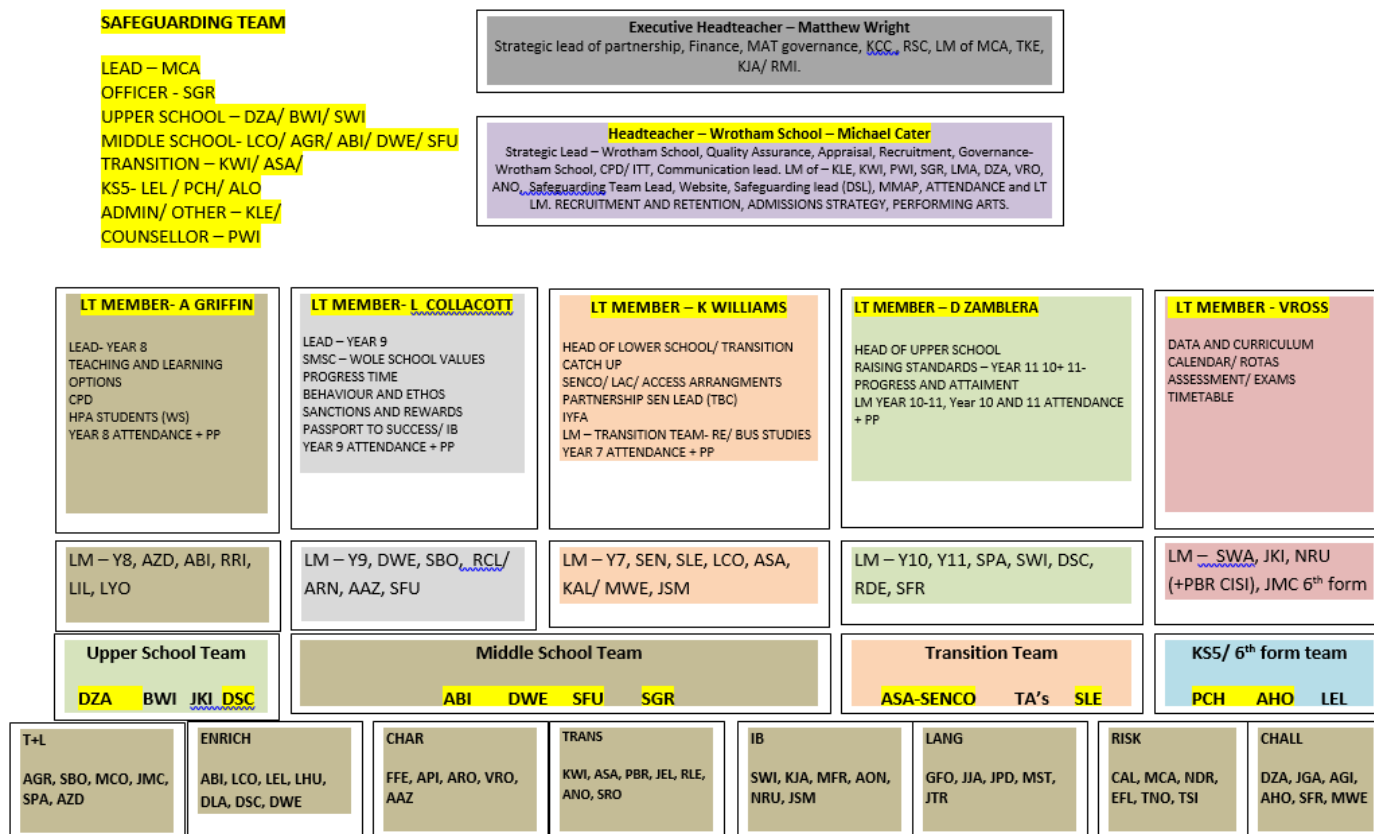 SAFEGUARDING TEAM
LEAD – MCA
OFFICER - SGR
UPPER SCHOOL – DZA/ BWI/ SWI
MIDDLE SCHOOL- LCO/ AGR/ ABI/ DWE/ SFU
TRANSITION – KWI/ ASA/
KS5- LEL / PCH/ ALO
ADMIN/ OTHER – KLE/
COUNSELLOR – PWI
Executive Headteacher – Matthew Wright
Strategic lead of partnership, Finance, MAT governance, KCC , RSC, LM of MCA, TKE,
KJA/ RMI.
Headteacher – Wrotham School – Michael Cater
Strategic Lead – Wrotham School, Quality Assurance, Appraisal, Recruitment, Governance-
Wrotham School, CPD/ ITT, Communication lead. LM of – KLE, KWI, PWI, SGR, LMA, DZA, VRO,
ANO, Safeguarding Team Lead, Website, Safeguarding lead (DSL), MMAP, ATTENDANCE and LT
LM. RECRUITMENT AND RETENTION, ADMISSIONS STRATEGY, PERFORMING ARTS.
LT MEMBER- A GRIFFIN
LEAD- YEAR 8
TEACHING AND LEARNING
OPTIONS
CPD
HPA STUDENTS (WS)
YEAR 8 ATTENDANCE + PP
LT MEMBER- L COLLACOTT
LEAD – YEAR 9
SMSC – WOLE SCHOOL VALUES
PROGRESS TIME
BEHAVIOUR AND ETHOS
SANCTIONS AND REWARDS
PASSPORT TO SUCCESS/ IB
YEAR 9 ATTENDANCE + PP
LT MEMBER – K WILLIAMS
HEAD OF LOWER SCHOOL/ TRANSITION
CATCH UP
SENCO/ LAC/ ACCESS ARRANGMENTS
PARTNERSHIP SEN LEAD (TBC)
IYFA
LM – TRANSITION TEAM- RE/ BUS STUDIES
YEAR 7 ATTENDANCE + PP
LT MEMBER – D ZAMBLERA
HEAD OF UPPER SCHOOL
RAISING STANDARDS – YEAR 11 10+ 11-
PROGRESS AND ATTAIMENT
LM YEAR 10-11, Year 10 AND 11 ATTENDANCE
+ PP
LT MEMBER - VROSS
DATA AND CURRICULUM
CALENDAR/ ROTAS
ASSESSMENT/ EXAMS
TIMETABLE
LM – Y8, AZD, ABI, RRI,
LIL, LYO
LM – Y9, DWE, SBO, RCL/
ARN, AAZ, SFU
LM – Y7, SEN, SLE, LCO, ASA,
KAL/ MWE, JSM
LM – Y10, Y11, SPA, SWI, DSC,
RDE, SFR
LM – SWA, JKI, NRU
(+PBR CISI), JMC 6th form
Upper School Team
DZA BWI JKI DSC
Middle School Team
ABI DWE SFU SGR
Transition Team
ASA-SENCO TA's SLE
KS5/ 6th form team
PCH AHO LEL
T+L
AGR, SBO, MCO, JMC,
SPA, AZD
ENRICH
ABI, LCO, LEL, LHU,
DLA, DSC, DWE
CHAR
FFE, API, ARO, VRO,
AAZ
TRANS
KWI, ASA, PBR, JEL, RLE,
ANO, SRO
IB
SWI, KJA, MFR, AON,
NRU, JSM
LANG
GFO, JJA, JPD, MST,
JTR
RISK
CAL, MCA, NDR,
EFL, TNO, TSI
CHALL
DZA, JGA, AGI,
AHO, SFR, MWE